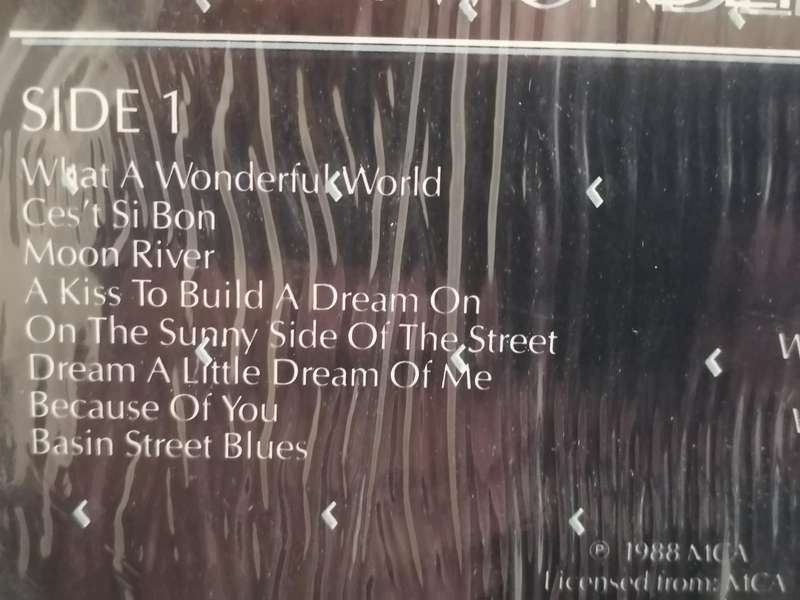 SIDE 1
What A Wonderful World
Ces't Si Bon
Moon River
A Kiss To Build A Dream On
On The Sunny Side Of The Street
Dream A Little Dream Of Me
Because Of You
Basin Street Blues
W
W
℗ 1988 MCA
Licensed from: MCA